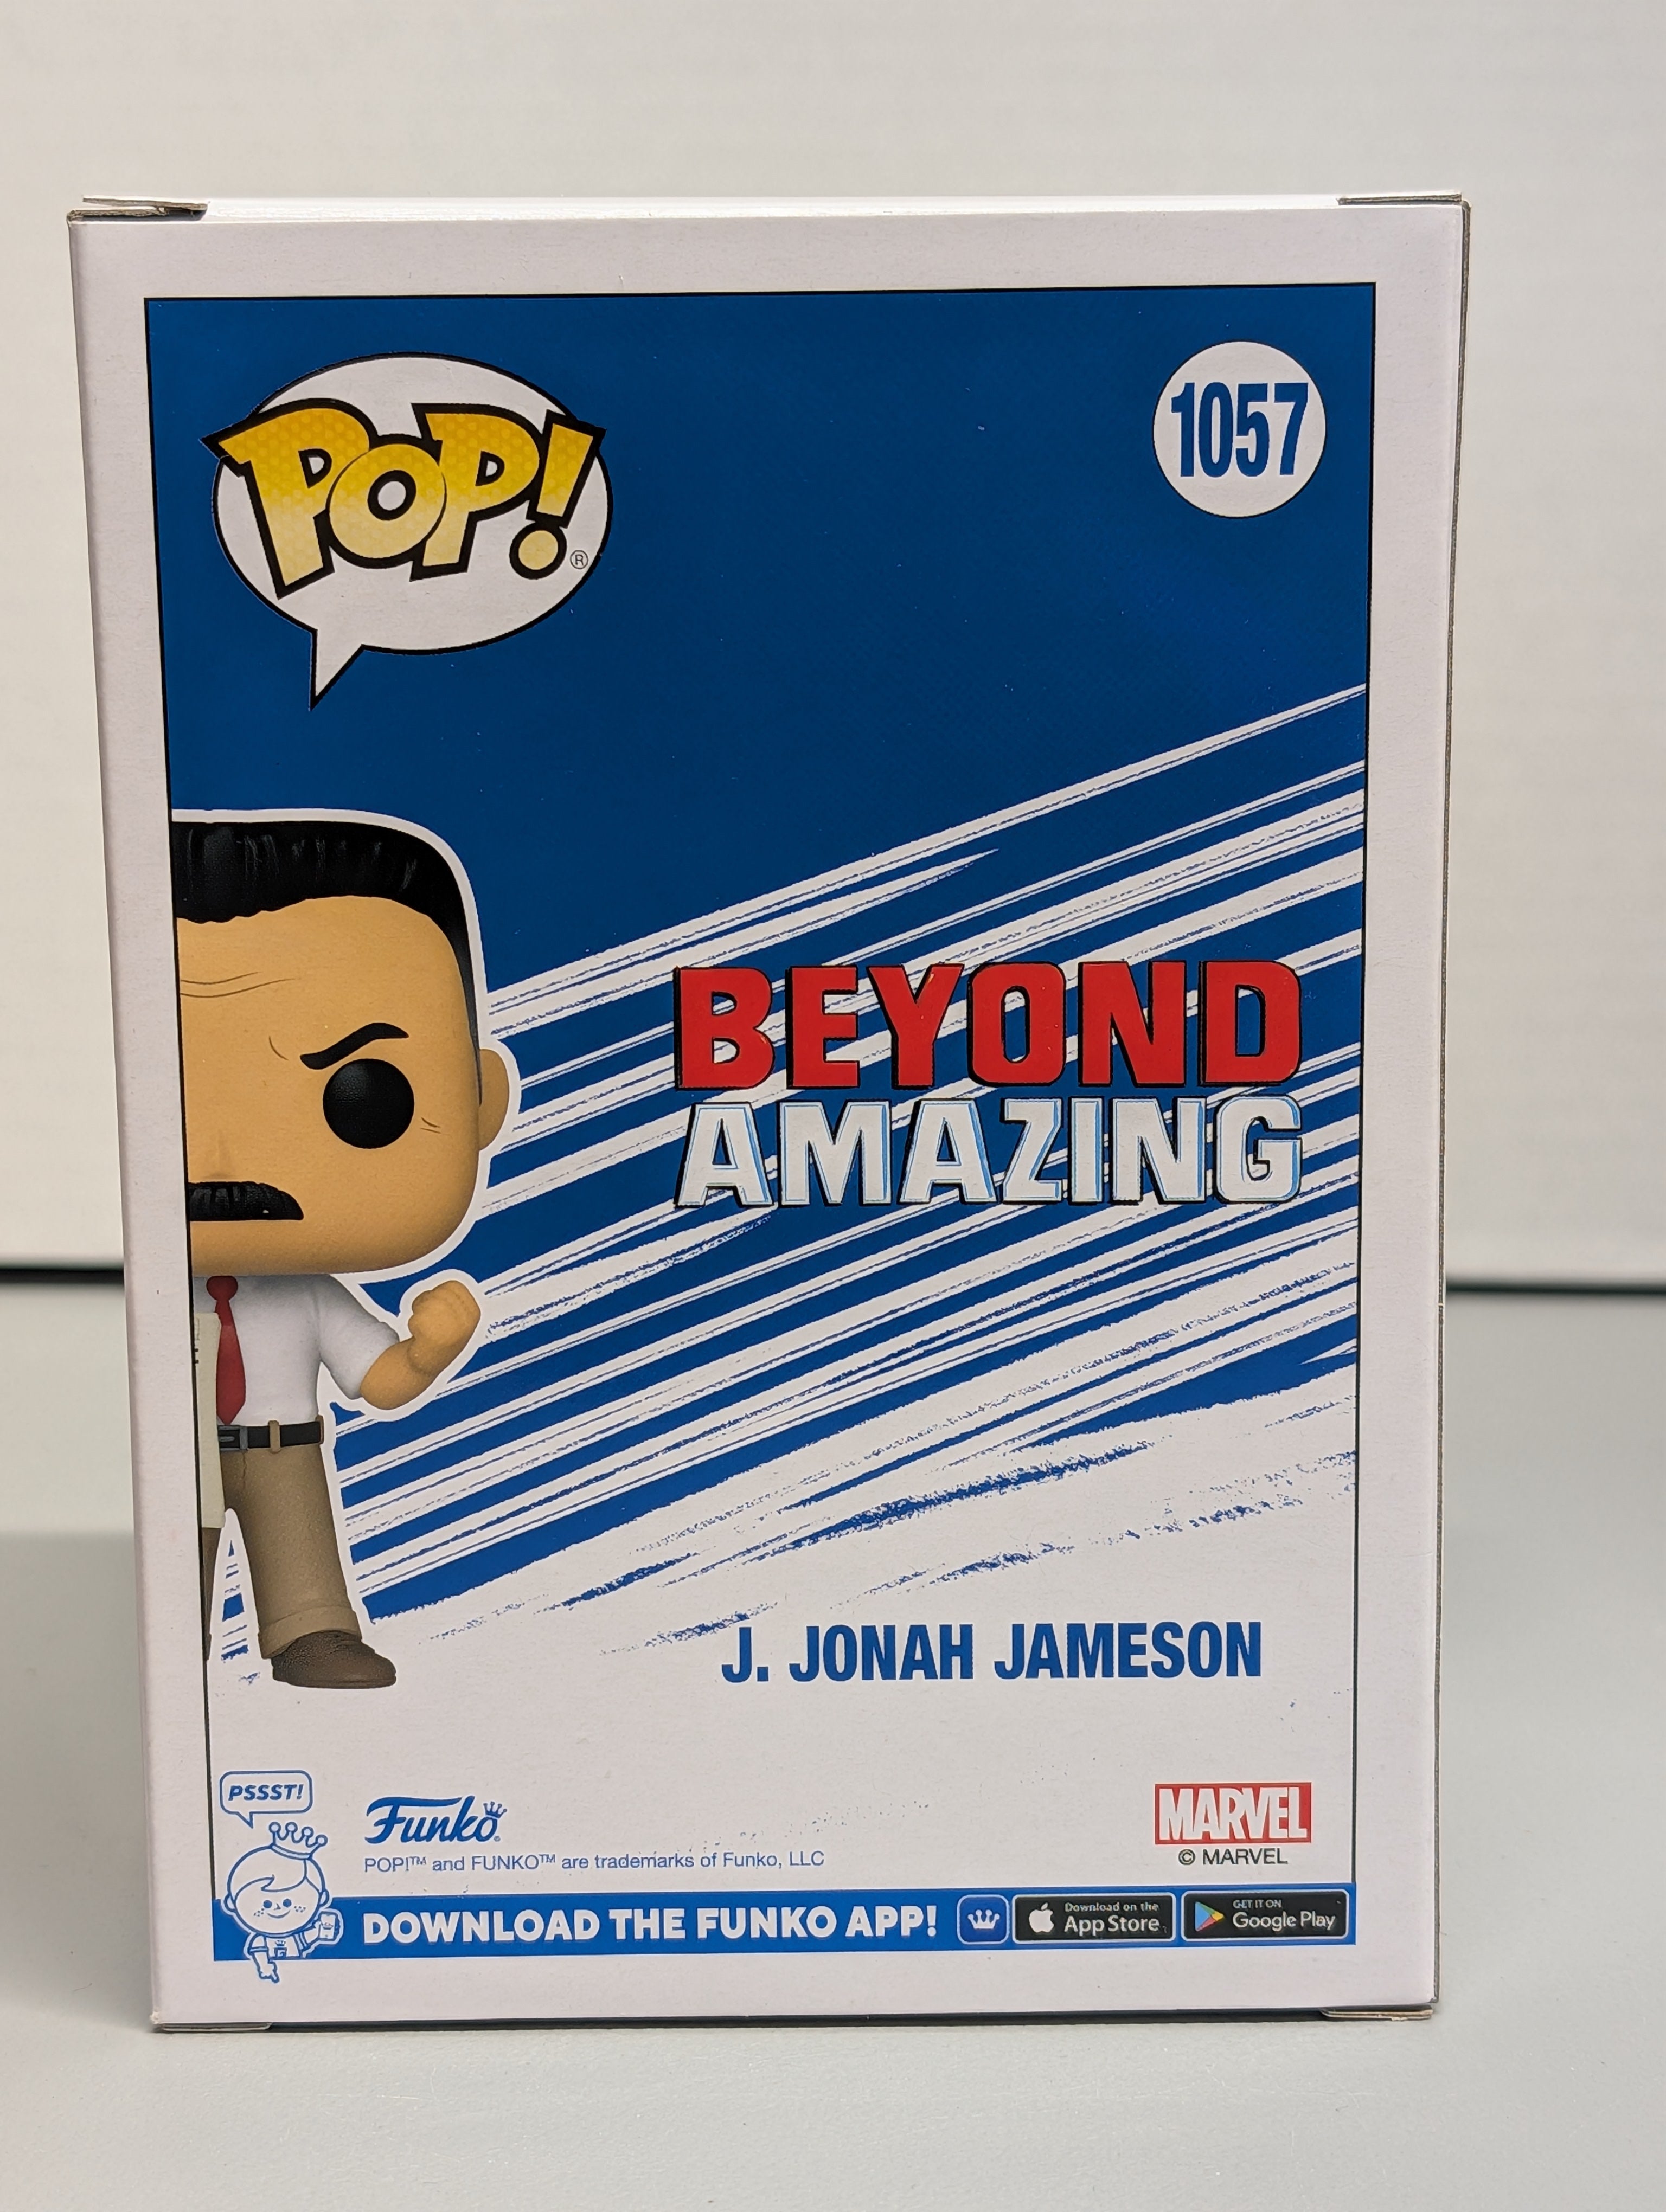 POP!®
1057
BEYOND
AMAZING
J. JONAH JAMESON
PSSST!
Funko®
POP!™ and FUNKO™ are trademarks of Funko, LLC
MARVEL
© MARVEL
DOWNLOAD THE FUNKO APP!
Download on the
App Store
GET IT ON
Google Play